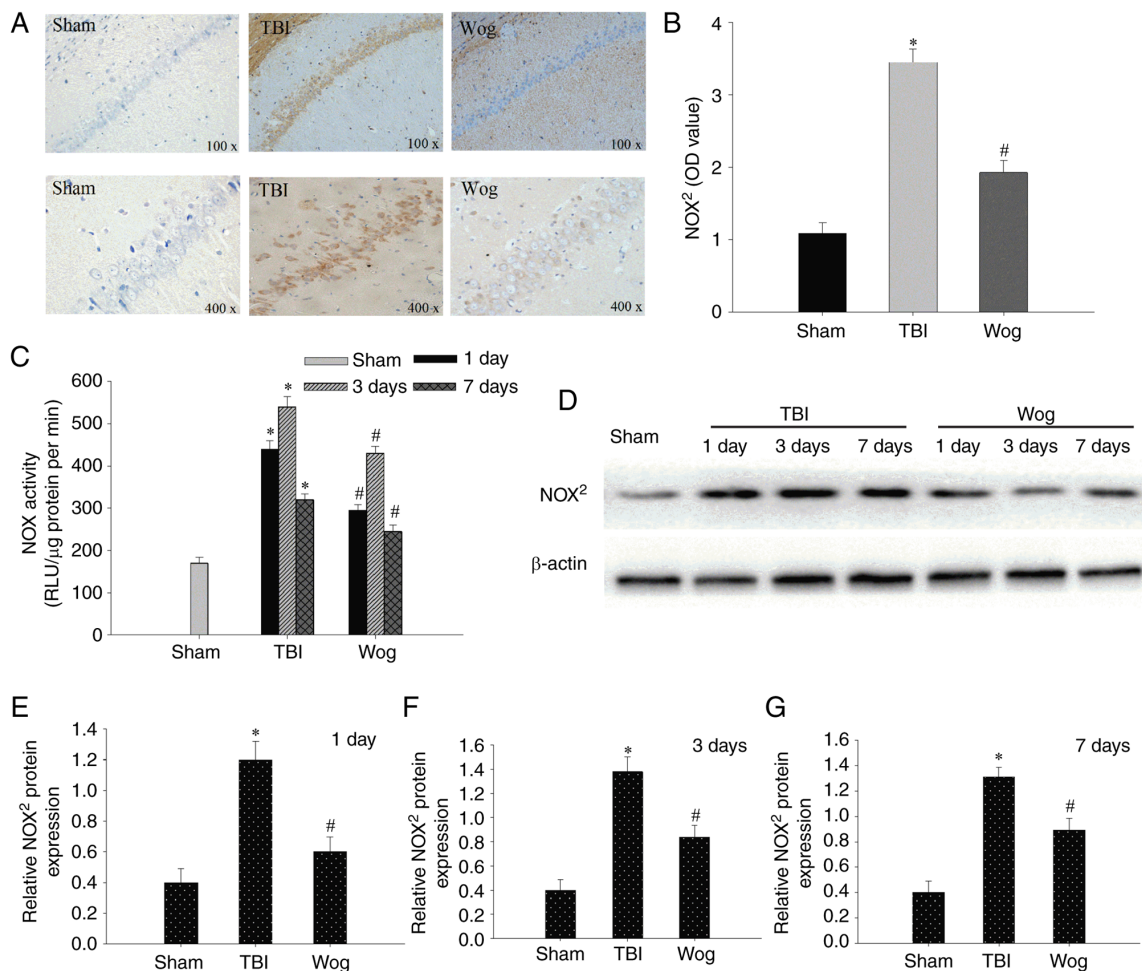 A
Sham
TBI
Wog
100 x
100 x
100 x
Sham
TBI
Wog
400 x
400 x
400 x
B
NOX² (OD value)
4
3
2
1
0
*
#
Sham
TBI
Wog
C
Sham
1 day
3 days
7 days
NOX activity
(RLU/μg protein per min)
600
500
400
300
200
100
0
*
*
*
#
#
#
Sham
TBI
Wog
D
TBI
Wog
Sham
1 day
3 days
7 days
1 day
3 days
7 days
NOX²
β-actin
E
Relative NOX² protein
expression
1.4
1.2
1.0
0.8
0.6
0.4
0.2
0.0
1 day
*
#
Sham
TBI
Wog
F
Relative NOX² protein
expression
1.6
1.4
1.2
1.0
0.8
0.6
0.4
0.2
0.0
3 days
*
#
Sham
TBI
Wog
G
Relative NOX² protein
expression
1.6
1.4
1.2
1.0
0.8
0.6
0.4
0.2
0.0
7 days
*
#
Sham
TBI
Wog